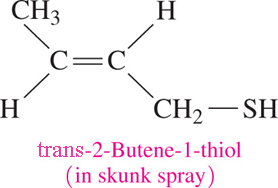 CH₃ H
C=C
H CH₂—SH
trans-2-Butene-1-thiol
(in skunk spray)